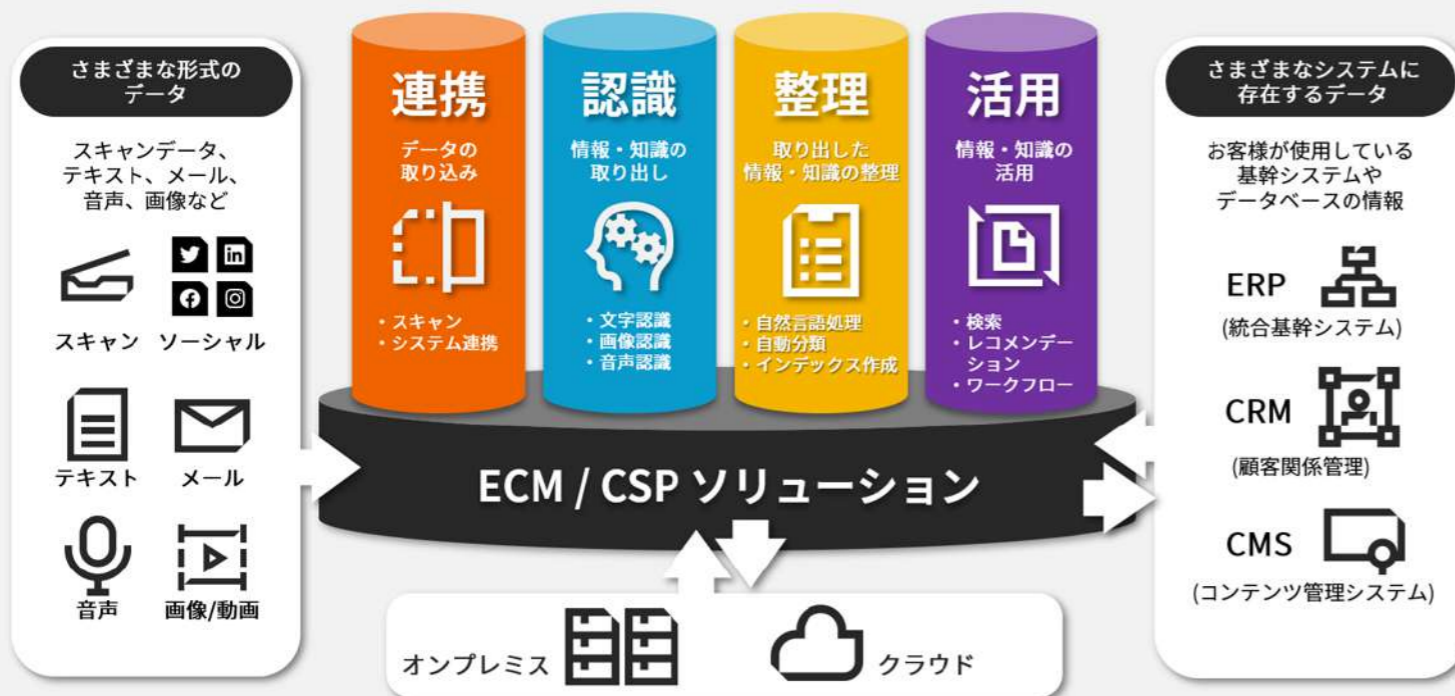 さまざまな形式の
データ
スキャンデータ、
テキスト、メール、
音声、画像など
スキャン
ソーシャル
テキスト
メール
音声
画像/動画
連携
データの
取り込み
・スキャン
・システム連携
認識
情報・知識の
取り出し
・文字認識
・画像認識
・音声認識
整理
取り出した
情報・知識の整理
・自然言語処理
・自動分類
・インデックス作成
活用
情報・知識の
活用
・検索
・レコメンデー
ション
・ワークフロー
ECM / CSP ソリューション
オンプレミス
クラウド
さまざまなシステムに
存在するデータ
お客様が使用している
基幹システムや
データベースの情報
ERP
(統合基幹システム)
CRM
(顧客関係管理)
CMS
(コンテンツ管理システム)